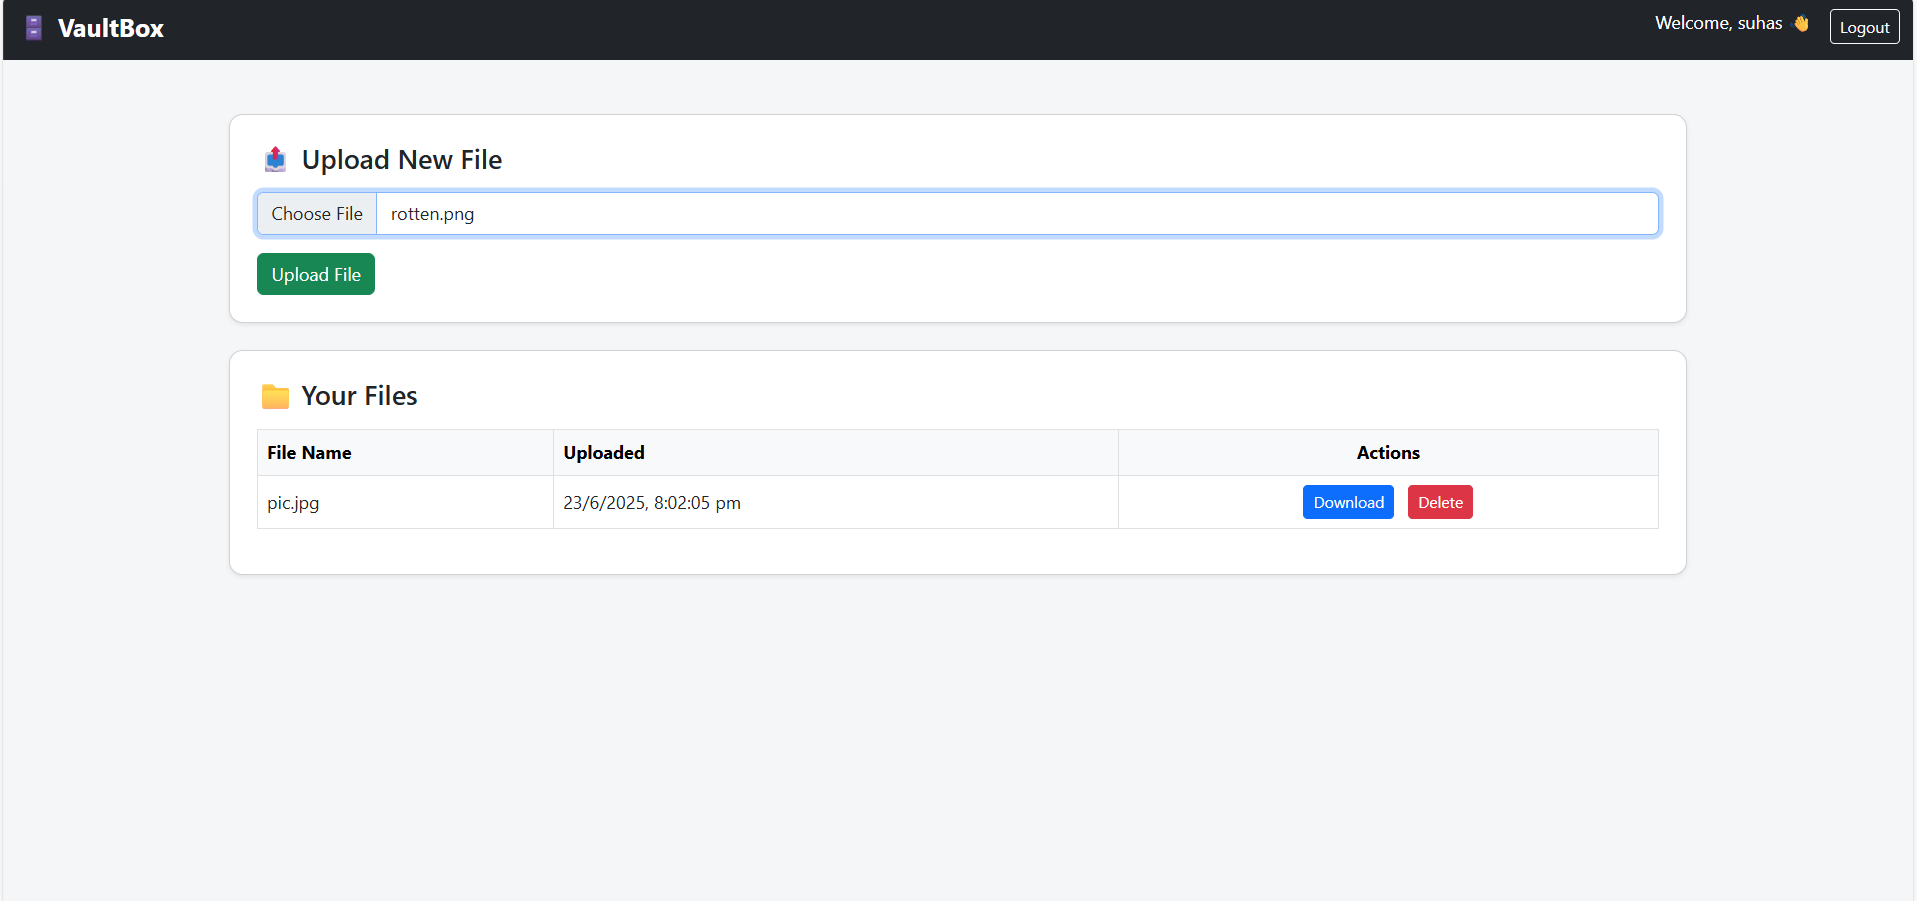 VaultBox
Welcome, suhas 👋
Logout
Upload New File
Choose File rotten.png
Upload File
Your Files
File Name Uploaded Actions
pic.jpg 23/6/2025, 8:02:05 pm Download Delete